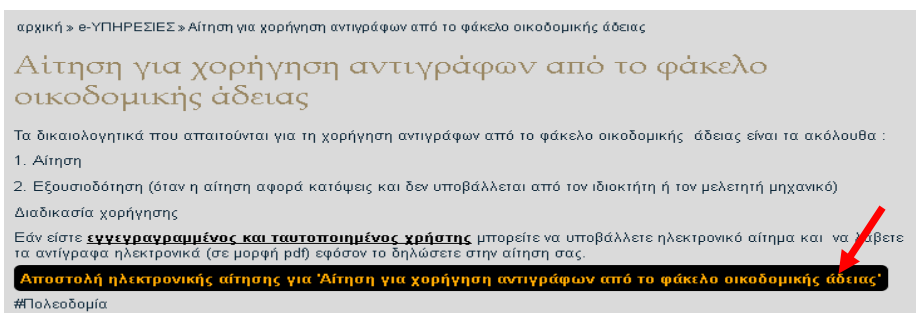 αρχική » e-ΥΠΗΡΕΣΙΕΣ » Αίτηση για χορήγηση αντιγράφων από το φάκελο οικοδομικής άδειας
Αίτηση για χορήγηση αντιγράφων από το φάκελο
οικοδομικής άδειας
Τα δικαιολογητικά που απαιτούνται για τη χορήγηση αντιγράφων από το φάκελο οικοδομικής άδειας είναι τα ακόλουθα :
1. Αίτηση
2. Εξουσιοδότηση (όταν η αίτηση αφορά κατόψεις και δεν υποβάλλεται από τον ιδιοκτήτη ή τον μελετητή μηχανικό)
Διαδικασία χορήγησης
Εάν είστε εγγεγραγραμμένος και ταυτοποιημένος χρήστης μπορείτε να υποβάλλετε ηλεκτρονικό αίτημα και να λάβετε
τα αντίγραφα ηλεκτρονικά (σε μορφή pdf) εφόσον το δηλώσετε στην αίτηση σας.
Αποστολή ηλεκτρονικής αίτησης για 'Αίτηση για χορήγηση αντιγράφων από το φάκελο οικοδομικής άδειας'
#Πολεοδομία